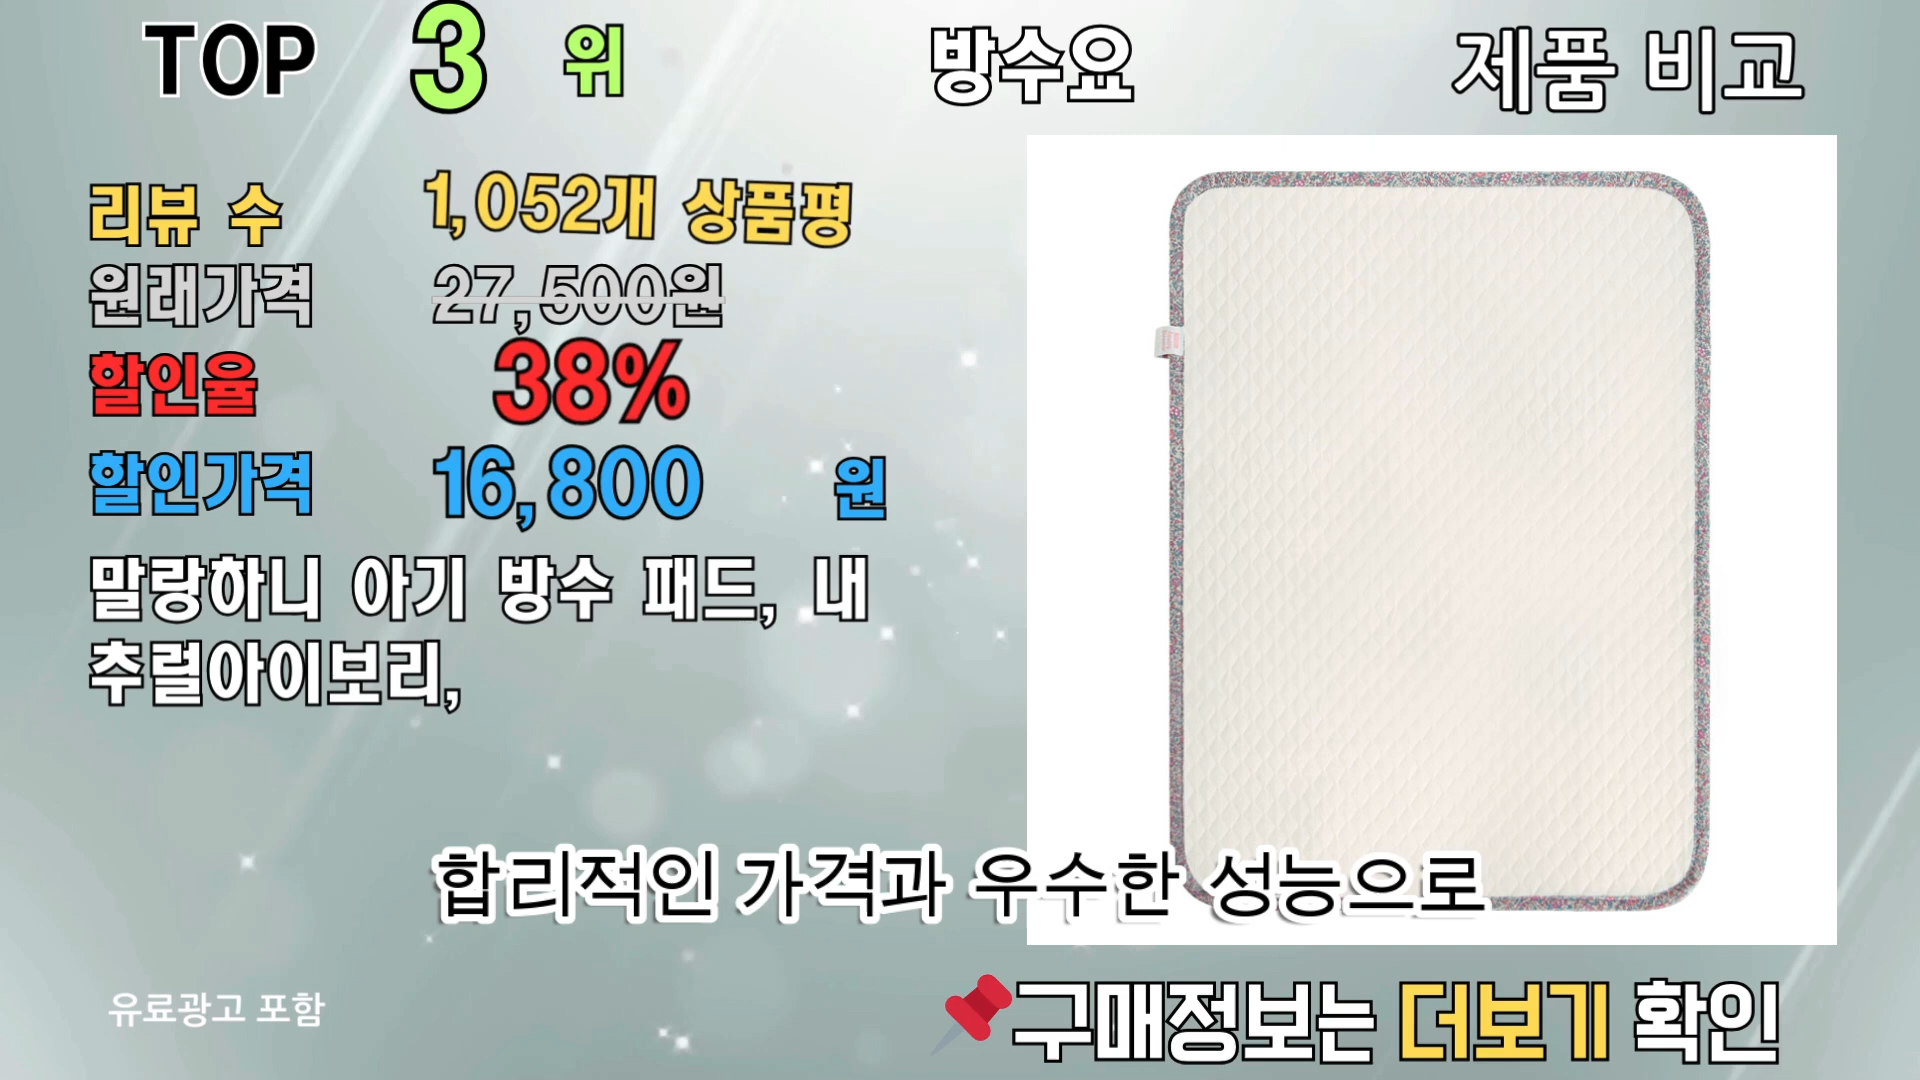 TOP 3 위 방수요 제품 비교
리뷰 수 1,052개 상품평
원래가격 27,500원
할인율 38%
할인가격 16,800 원
말랑하니 아기 방수 패드, 내
추럴아이보리,
합리적인 가격과 우수한 성능으로
유료광고 포함
구매정보는 더보기 확인